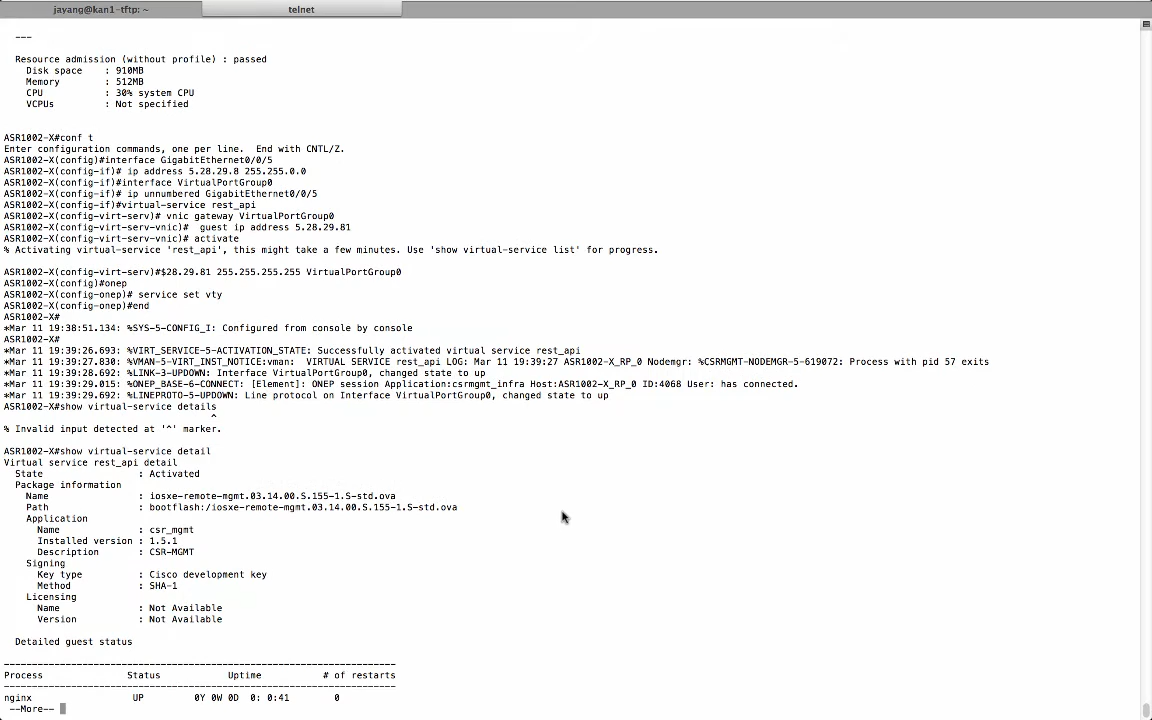 jayang@kan1-tftp: ~
telnet
---
Resource admission (without profile) : passed
Disk space : 910MB
Memory : 512MB
CPU : 30% system CPU
VCPUs : Not specified
ASR1002-X#conf t
Enter configuration commands, one per line. End with CNTL/Z.
ASR1002-X(config)#interface GigabitEthernet0/0/5
ASR1002-X(config-if)# ip address 5.28.29.8 255.255.0.0
ASR1002-X(config-if)#interface VirtualPortGroup0
ASR1002-X(config-if)# ip unnumbered GigabitEthernet0/0/5
ASR1002-X(config-if)#virtual-service rest_api
ASR1002-X(config-virt-serv)# vnic gateway VirtualPortGroup0
ASR1002-X(config-virt-serv-vnic)#  guest ip address 5.28.29.81
ASR1002-X(config-virt-serv-vnic)# activate
% Activating virtual-service 'rest_api', this might take a few minutes. Use 'show virtual-service list' for progress.
ASR1002-X(config-virt-serv)#$28.29.81 255.255.255.255 VirtualPortGroup0
ASR1002-X(config)#onep
ASR1002-X(config-onep)# service set vty
ASR1002-X(config-onep)#end
ASR1002-X#
*Mar 11 19:38:51.134: %SYS-5-CONFIG_I: Configured from console by console
ASR1002-X#
*Mar 11 19:39:26.693: %VIRT_SERVICE-5-ACTIVATION_STATE: Successfully activated virtual service rest_api
*Mar 11 19:39:27.830: %VMAN-5-VIRT_INST_NOTICE:vman:  VIRTUAL SERVICE rest_api LOG: Mar 11 19:39:27 ASR1002-X_RP_0 Nodemgr: %CSRMGMT-NODEMGR-5-619072: Process with pid 57 exits
*Mar 11 19:39:28.692: %LINK-3-UPDOWN: Interface VirtualPortGroup0, changed state to up
*Mar 11 19:39:29.015: %ONEP_BASE-6-CONNECT: [Element]: ONEP session Application:csrmgmt_infra Host:ASR1002-X_RP_0 ID:4068 User: has connected.
*Mar 11 19:39:29.692: %LINEPROTO-5-UPDOWN: Line protocol on Interface VirtualPortGroup0, changed state to up
ASR1002-X#show virtual-service details
^
% Invalid input detected at '^' marker.
ASR1002-X#show virtual-service detail
Virtual service rest_api detail
State : Activated
Package information
Name : iosxe-remote-mgmt.03.14.00.S.155-1.S-std.ova
Path : bootflash:/iosxe-remote-mgmt.03.14.00.S.155-1.S-std.ova
Application
Name : csr_mgmt
Installed version : 1.5.1
Description : CSR-MGMT
Signing
Key type : Cisco development key
Method : SHA-1
Licensing
Name : Not Available
Version : Not Available
Detailed guest status
----------------------------------------------------------------------
Process Status Uptime # of restarts
----------------------------------------------------------------------
nginx UP 0Y 0W 0D  0: 0:41 0
--More--